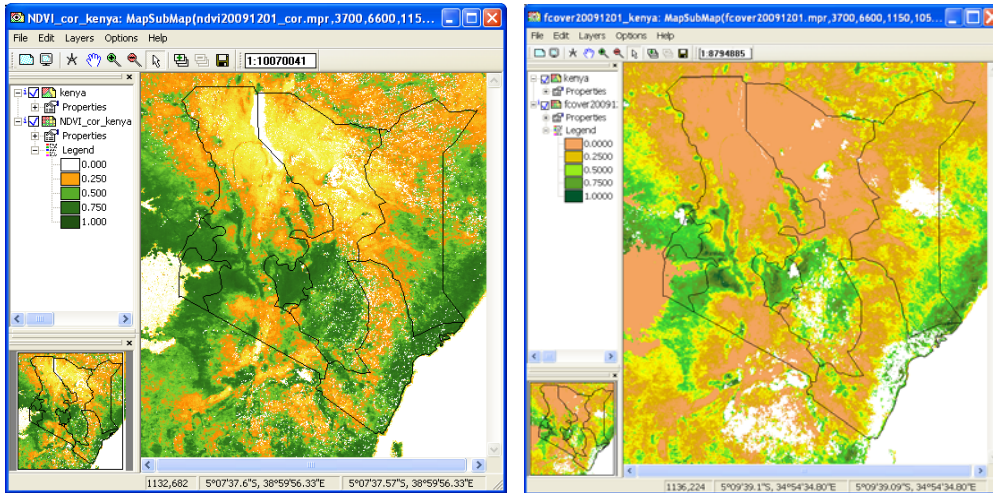 NDVI_cor_kenya: MapSubMap(ndvi20091201_cor.mpr,3700,6600,115...
File Edit Layers Options Help
1:10070041
kenya
Properties
NDVI_cor_kenya
Properties
Legend
0.000
0.250
0.500
0.750
1.000
1132,682 5°07'37.6"S, 38°59'56.33"E 5°07'37.57"S, 38°59'56.33"E
fcover20091201_kenya: MapSubMap(fcover20091201.mpr,3700,6600,1150,105...
File Edit Layers Options Help
1:8794885
kenya
Properties
fcover20091:
Properties
Legend
0.0000
0.2500
0.5000
0.7500
1.0000
1136,224 5°09'39.1"S, 34°54'34.80"E 5°09'39.09"S, 34°54'34.80"E